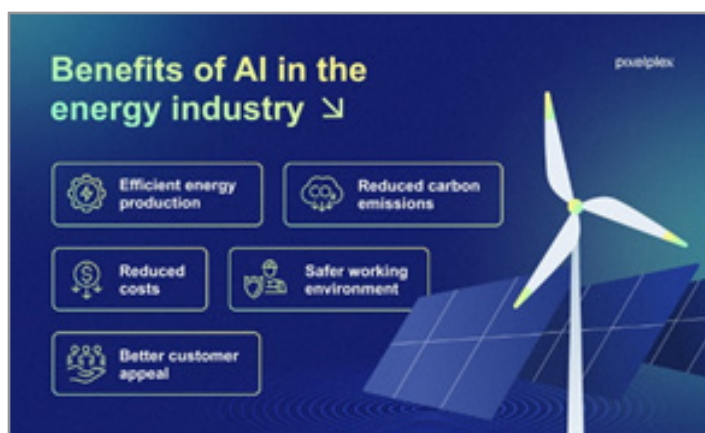 Benefits of AI in the
energy industry ↘
pixelplex
Efficient energy
production
CO₂
Reduced carbon
emissions
$
Reduced
costs
Safer working
environment
Better customer
appeal